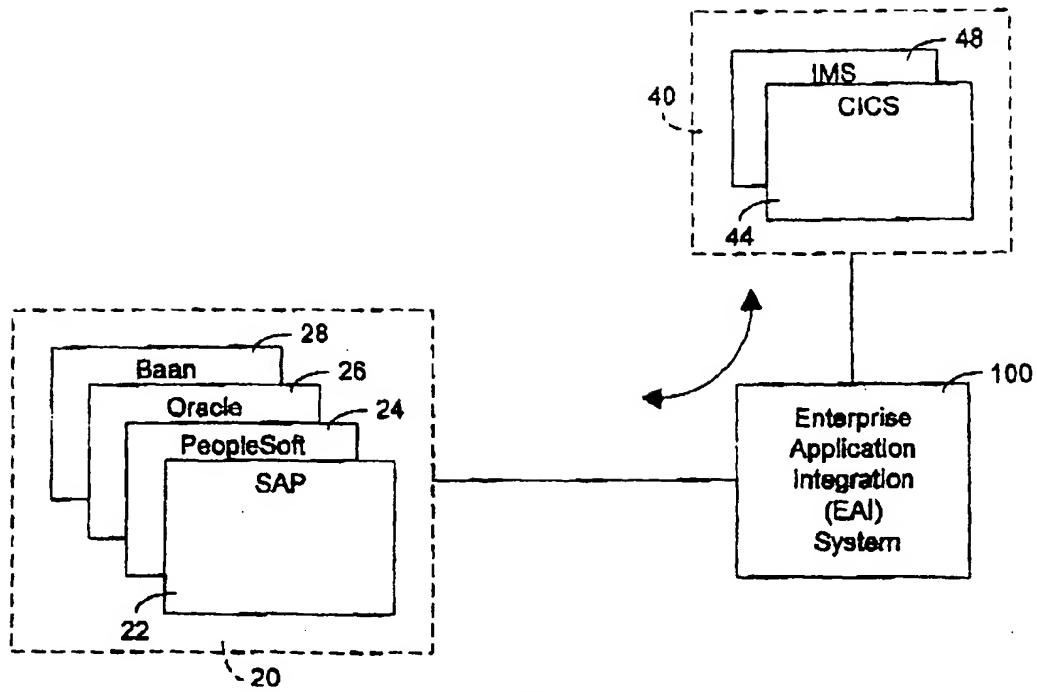 48
IMS
40
CICS
44
28
Baan
26
Oracle
24
PeopleSoft
SAP
22
20
100
Enterprise
Application
Integration
(EAI)
System